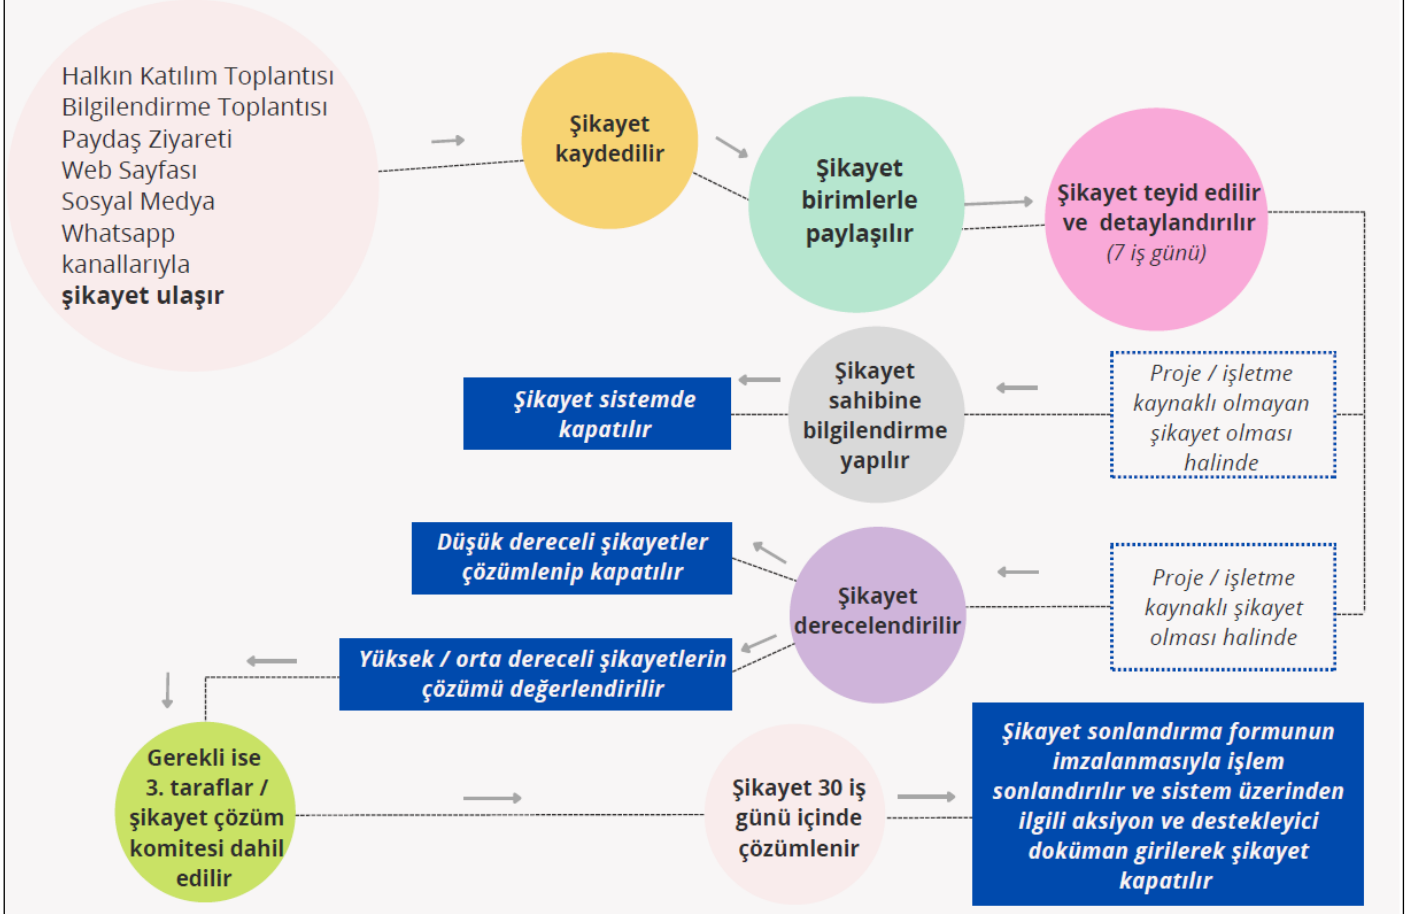 Halkın Katılım Toplantısı
Bilgilendirme Toplantısı
Paydaş Ziyareti
Web Sayfası
Sosyal Medya
Whatsapp
kanallarıyla
şikayet ulaşır
Şikayet
kaydedilir
Şikayet
birimlerle
paylaşılır
Şikayet teyid edilir
ve detaylandırılır
(7 iş günü)
Proje / işletme
kaynaklı olmayan
şikayet olması
halinde
Şikayet
sahibine
bilgilendirme
yapılır
Şikayet sistemde
kapatılır
Proje / işletme
kaynaklı şikayet
olması halinde
Şikayet
derecelendirilir
Düşük dereceli şikayetler
çözümlenip kapatılır
Yüksek / orta dereceli şikayetlerin
çözümü değerlendirilir
Gerekli ise
3. taraflar /
şikayet çözüm
komitesi dahil
edilir
Şikayet 30 iş
günü içinde
çözümlenir
Şikayet sonlandırma formunun
imzalanmasıyla işlem
sonlandırılır ve sistem üzerinden
ilgili aksiyon ve destekleyici
doküman girilerek şikayet
kapatılır